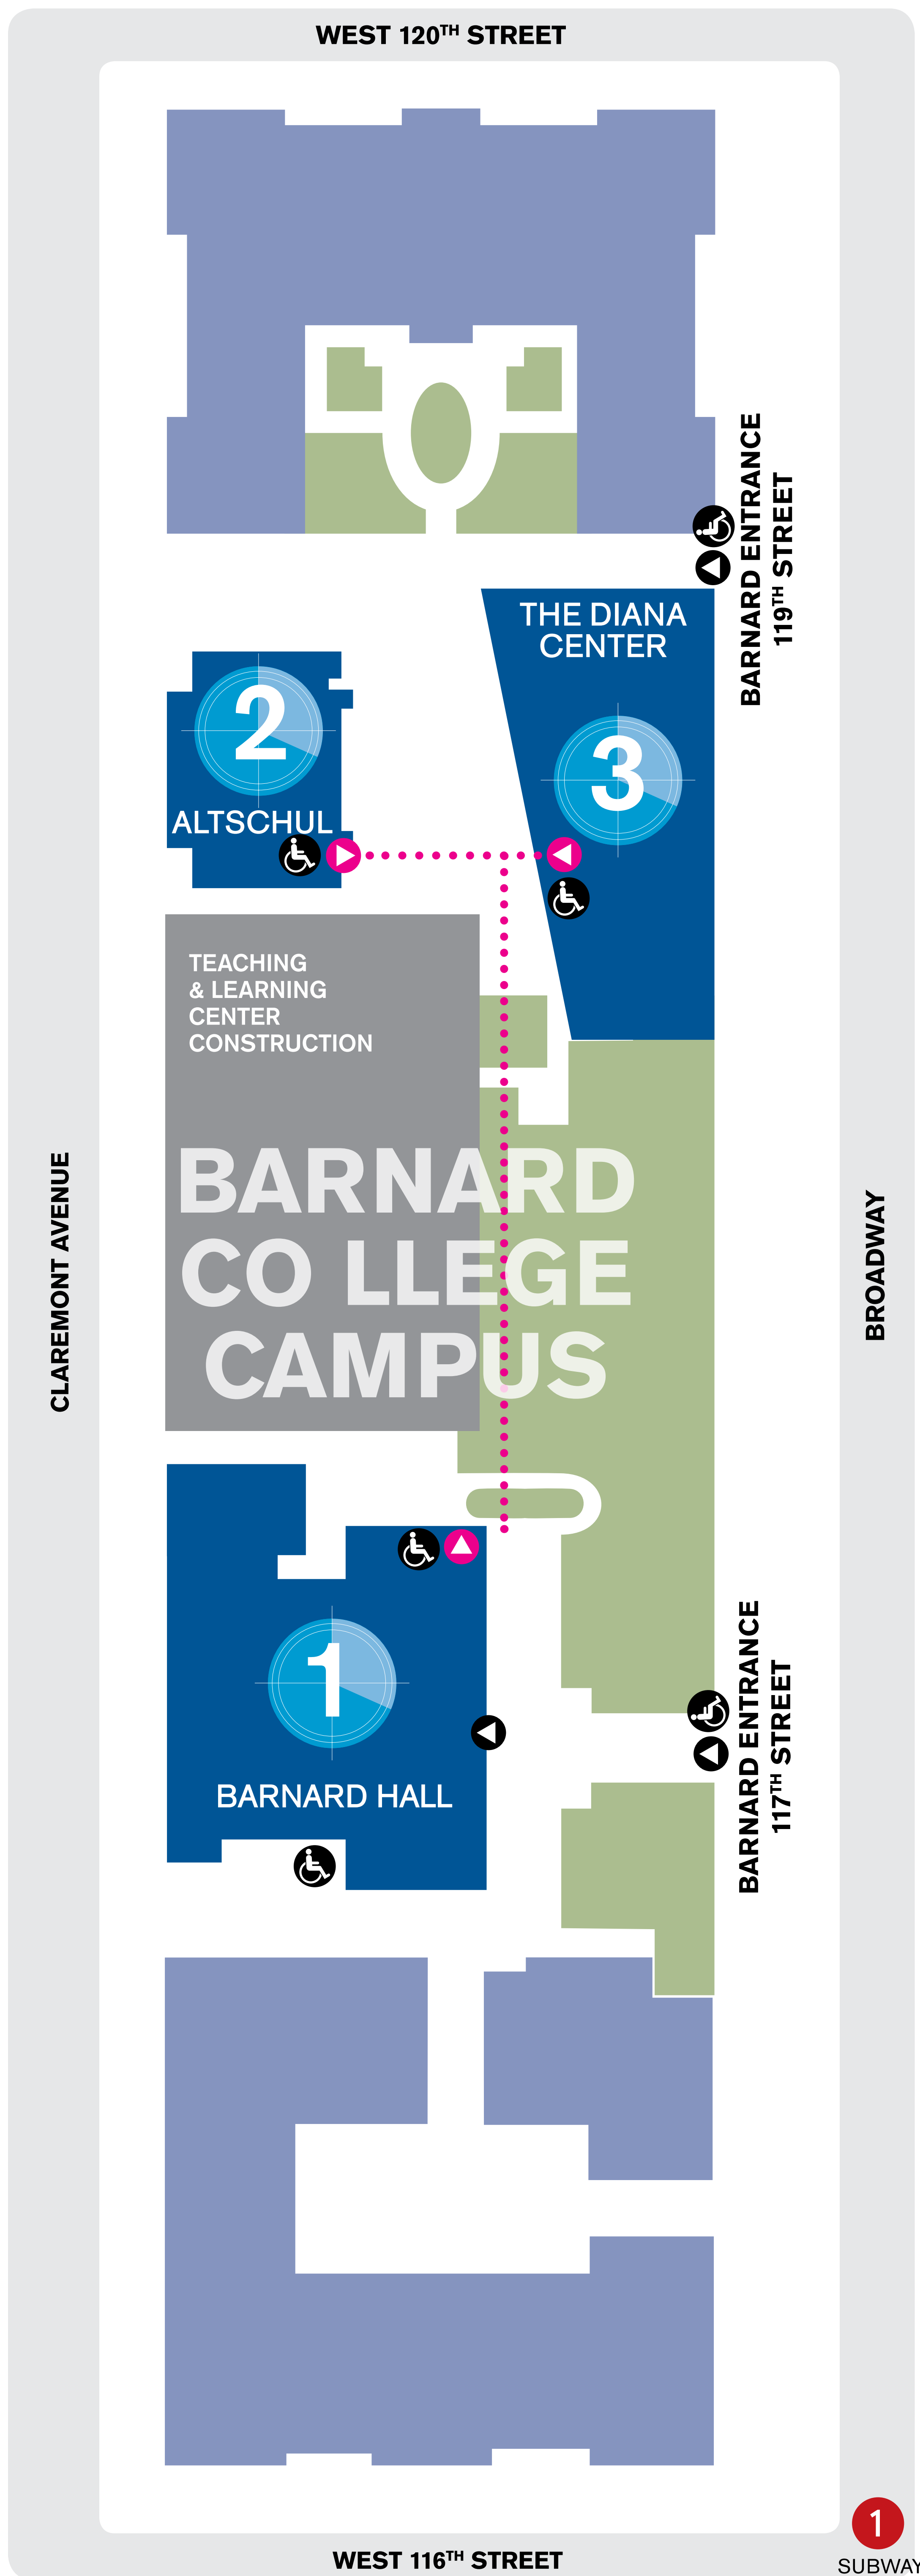 WEST 120TH STREET
BARNARD ENTRANCE
119TH STREET
THE DIANA
CENTER
2
3
ALTSCHUL
TEACHING
& LEARNING
CENTER
CONSTRUCTION
BARNARD
CO LLEGE
CAMPUS
CLAREMONT AVENUE
BROADWAY
1
BARNARD HALL
BARNARD ENTRANCE
117TH STREET
1
SUBWAY
WEST 116TH STREET